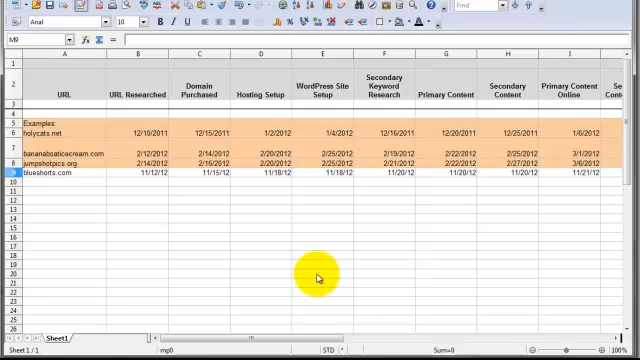 Find
Arial 10
M9
A B C D E F G H I
1
2 URL URL Researched Domain Purchased Hosting Setup WordPress Site Setup Secondary Keyword Research Primary Content Secondary Content Primary Content Online
3
4
5 Examples:
6 holycats.net 12/10/2011 12/15/2011 1/2/2012 1/4/2012 12/16/2011 12/20/2011 12/25/2011 1/6/2012
7 bananaboaticecream.com 2/12/2012 2/14/2012 2/20/2012 2/25/2012 2/19/2012 2/22/2012 2/25/2012 3/1/2012
8 jumpshotpics.org 2/14/2012 2/16/2012 2/20/2012 2/25/2012 2/21/2012 2/22/2012 2/27/2012 3/6/2012
9 blueshorts.com 11/12/12 11/15/12 11/18/12 11/18/12 11/20/12 11/20/12 11/20/12 11/21/12
10
11
12
13
14
15
16
17
18
19
20
21
22
23
24
25
26
Sheet1
Sheet 1 / 1 mp0 STD * Sum=0 100%